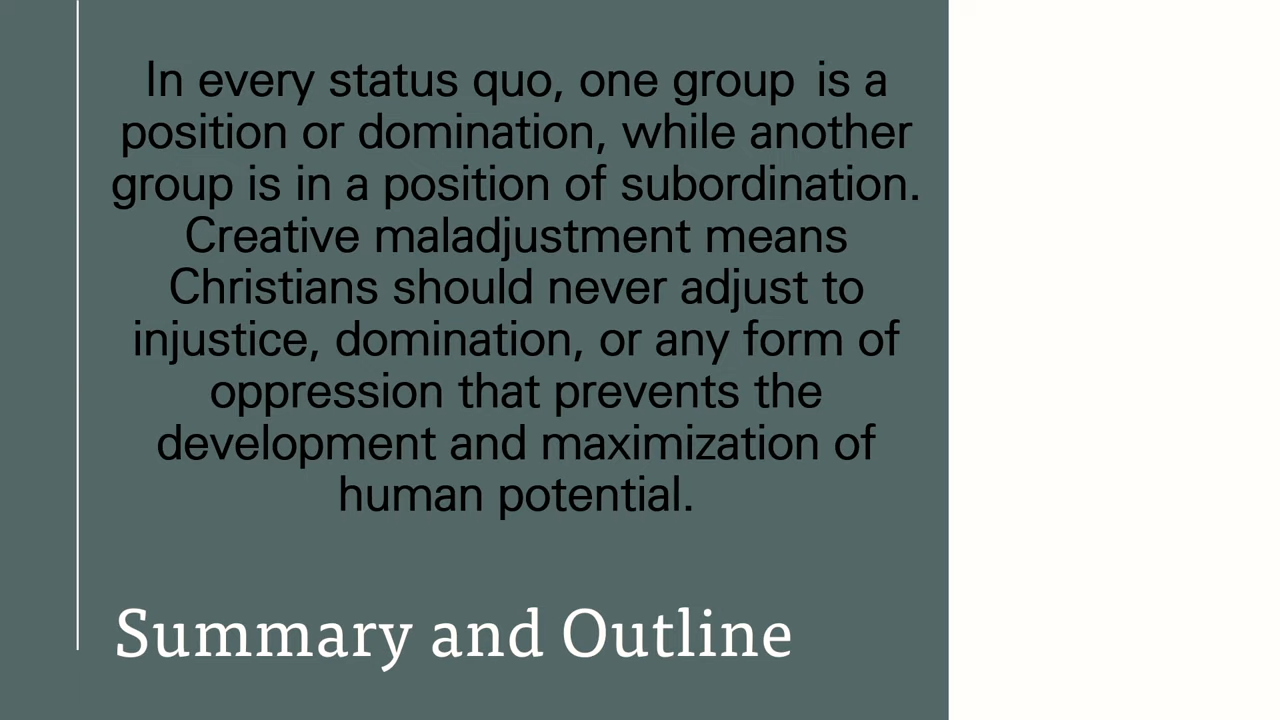 In every status quo, one group is a
position or domination, while another
group is in a position of subordination.
Creative maladjustment means
Christians should never adjust to
injustice, domination, or any form of
oppression that prevents the
development and maximization of
human potential.
Summary and Outline